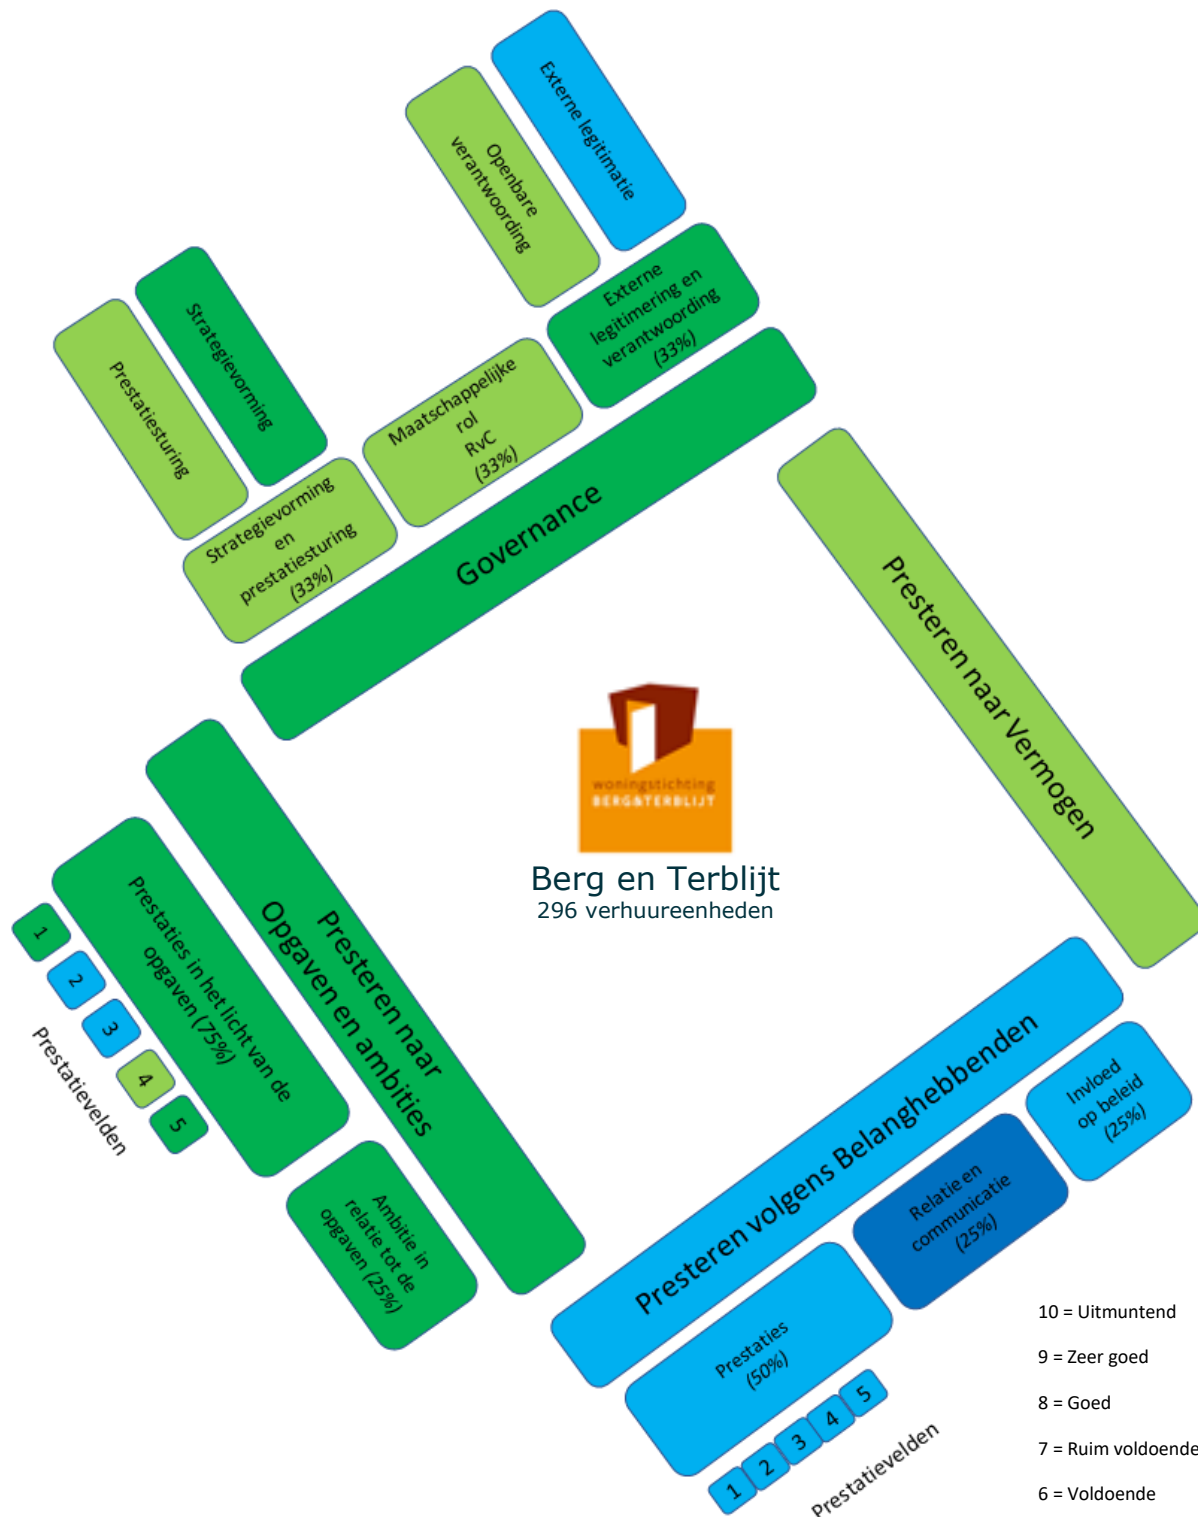 Externe legitimatie
Openbare
verantwoording
Externe
legitimering en
verantwoording
(33%)
Strategievorming
Prestatiesturing
Maatschappelijke
rol
RvC
(33%)
Strategievorming
en
prestatiesturing
(33%)
Governance
Presteren naar Vermogen
woningstichting
BERG&TERBLIJT
Berg en Terblijt
296 verhuureenheden
Presteren naar
Opgaven en ambities
Prestaties in het licht van de
opgaven (75%)
1
2
3
4
5
Prestatievelden
Ambitie in
relatie tot de
opgaven (25%)
Presteren volgens Belanghebbenden
Invloed
op beleid
(25%)
Relatie en
communicatie
(25%)
Prestaties
(50%)
1
2
3
4
5
Prestatievelden
10 = Uitmuntend
9 = Zeer goed
8 = Goed
7 = Ruim voldoende
6 = Voldoende